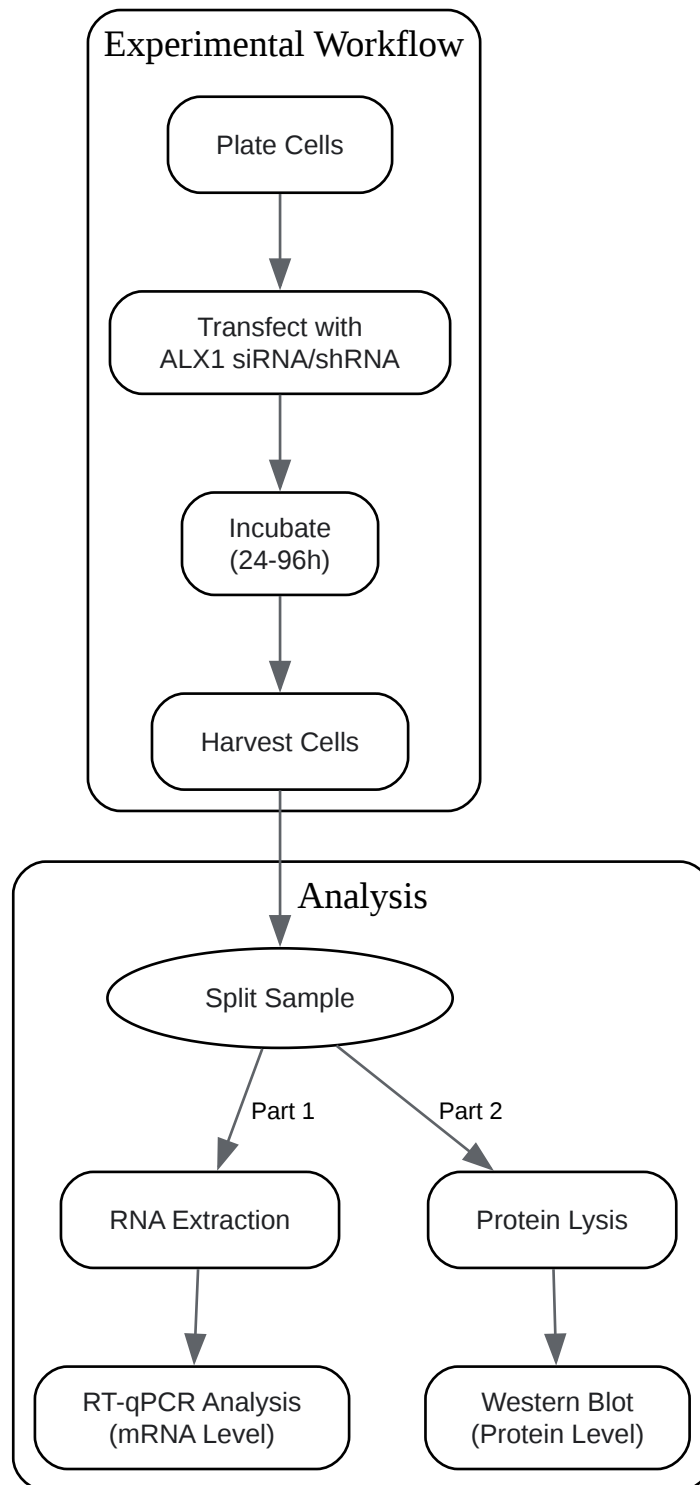 Experimental Workflow
Plate Cells
Transfect with
ALX1 siRNA/shRNA
Incubate
(24-96h)
Harvest Cells
Analysis
Split Sample
Part 1
Part 2
RNA Extraction
Protein Lysis
RT-qPCR Analysis
(mRNA Level)
Western Blot
(Protein Level)